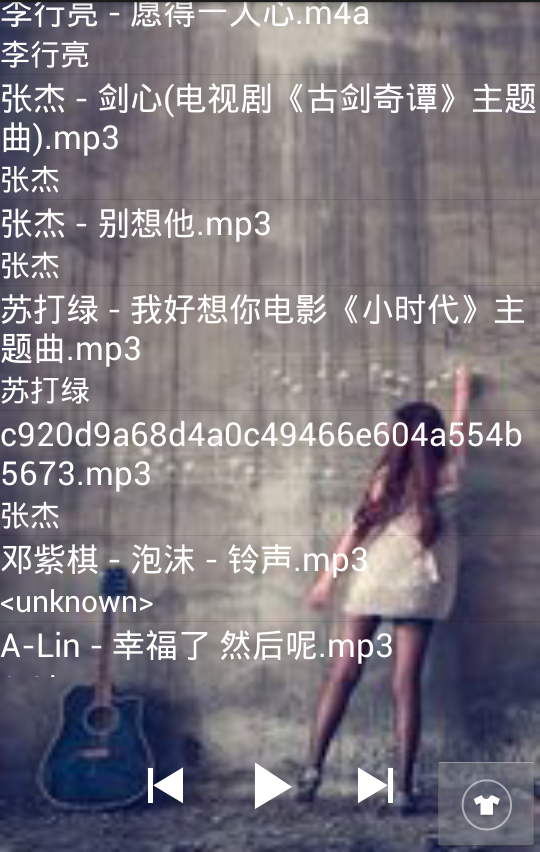 李行亮 - 愿得一人心.m4a
李行亮
张杰 - 剑心(电视剧《古剑奇谭》主题
曲).mp3
张杰
张杰 - 别想他.mp3
张杰
苏打绿 - 我好想你电影《小时代》主
题曲.mp3
苏打绿
c920d9a68d4a0c49466e604a554b
5673.mp3
张杰
邓紫棋 - 泡沫 - 铃声.mp3
<unknown>
A-Lin - 幸福了 然后呢.mp3